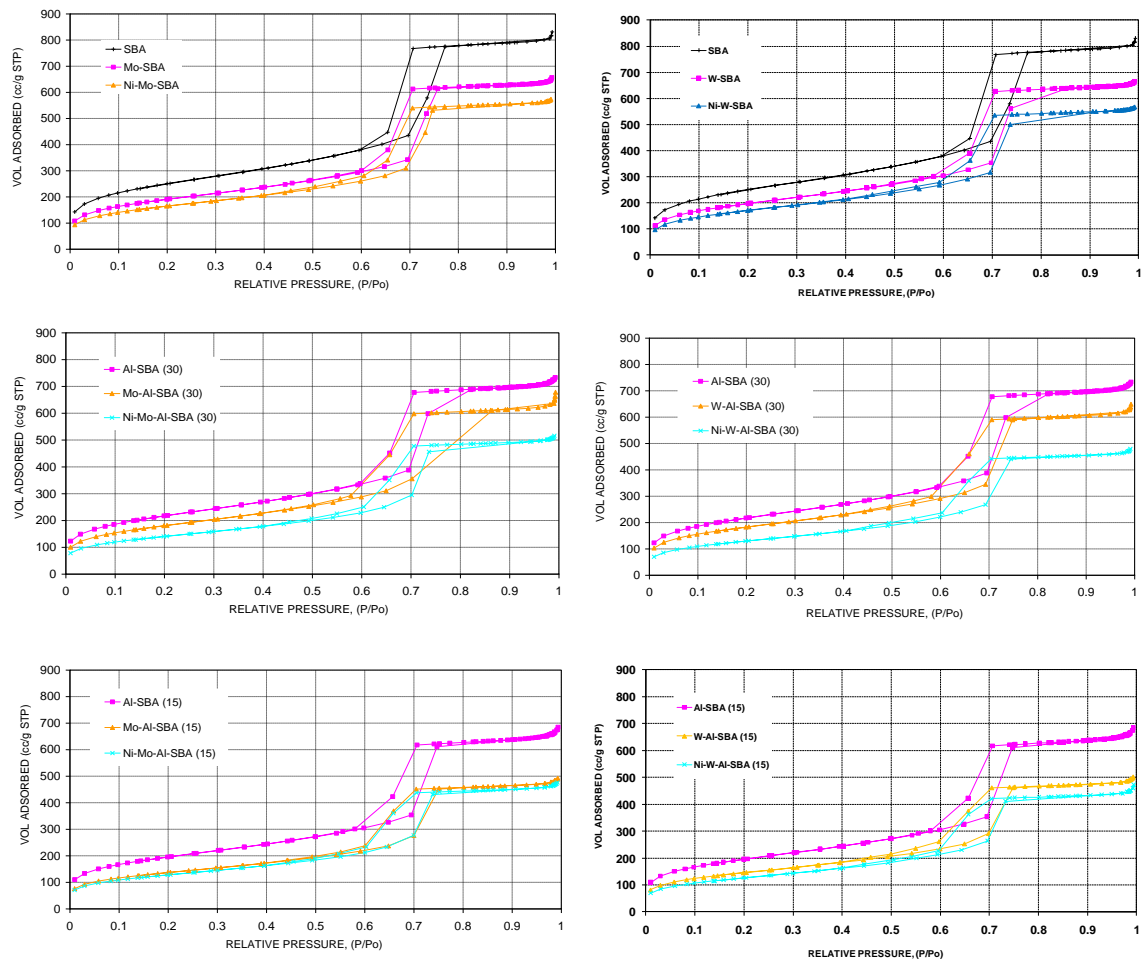 900
800
700
600
500
400
300
200
100
0
VOL ADSORBED (cc/g STP)
SBA
Mo-SBA
Ni-Mo-SBA
0 0.1 0.2 0.3 0.4 0.5 0.6 0.7 0.8 0.9 1
RELATIVE PRESSURE, (P/Po)
900
800
700
600
500
400
300
200
100
0
VOL ADSORBED (cc/g STP)
SBA
W-SBA
Ni-W-SBA
0 0.1 0.2 0.3 0.4 0.5 0.6 0.7 0.8 0.9 1
RELATIVE PRESSURE, (P/Po)
900
800
700
600
500
400
300
200
100
0
VOL ADSORBED (cc/g STP)
Al-SBA (30)
Mo-Al-SBA (30)
Ni-Mo-Al-SBA (30)
0 0.1 0.2 0.3 0.4 0.5 0.6 0.7 0.8 0.9 1
RELATIVE PRESSURE, (P/Po)
900
800
700
600
500
400
300
200
100
0
VOL ADSORBED (cc/g STP)
Al-SBA (30)
W-Al-SBA (30)
Ni-W-Al-SBA (30)
0 0.1 0.2 0.3 0.4 0.5 0.6 0.7 0.8 0.9 1
RELATIVE PRESSURE, (P/Po)
900
800
700
600
500
400
300
200
100
0
VOL ADSORBED (cc/g STP)
Al-SBA (15)
Mo-Al-SBA (15)
Ni-Mo-Al-SBA (15)
0 0.1 0.2 0.3 0.4 0.5 0.6 0.7 0.8 0.9 1
RELATIVE PRESSURE, (P/Po)
900
800
700
600
500
400
300
200
100
0
VOL ADSORBED (cc/g STP)
Al-SBA (15)
W-Al-SBA (15)
Ni-W-Al-SBA (15)
0 0.1 0.2 0.3 0.4 0.5 0.6 0.7 0.8 0.9 1
RELATIVE PRESSURE, (P/Po)